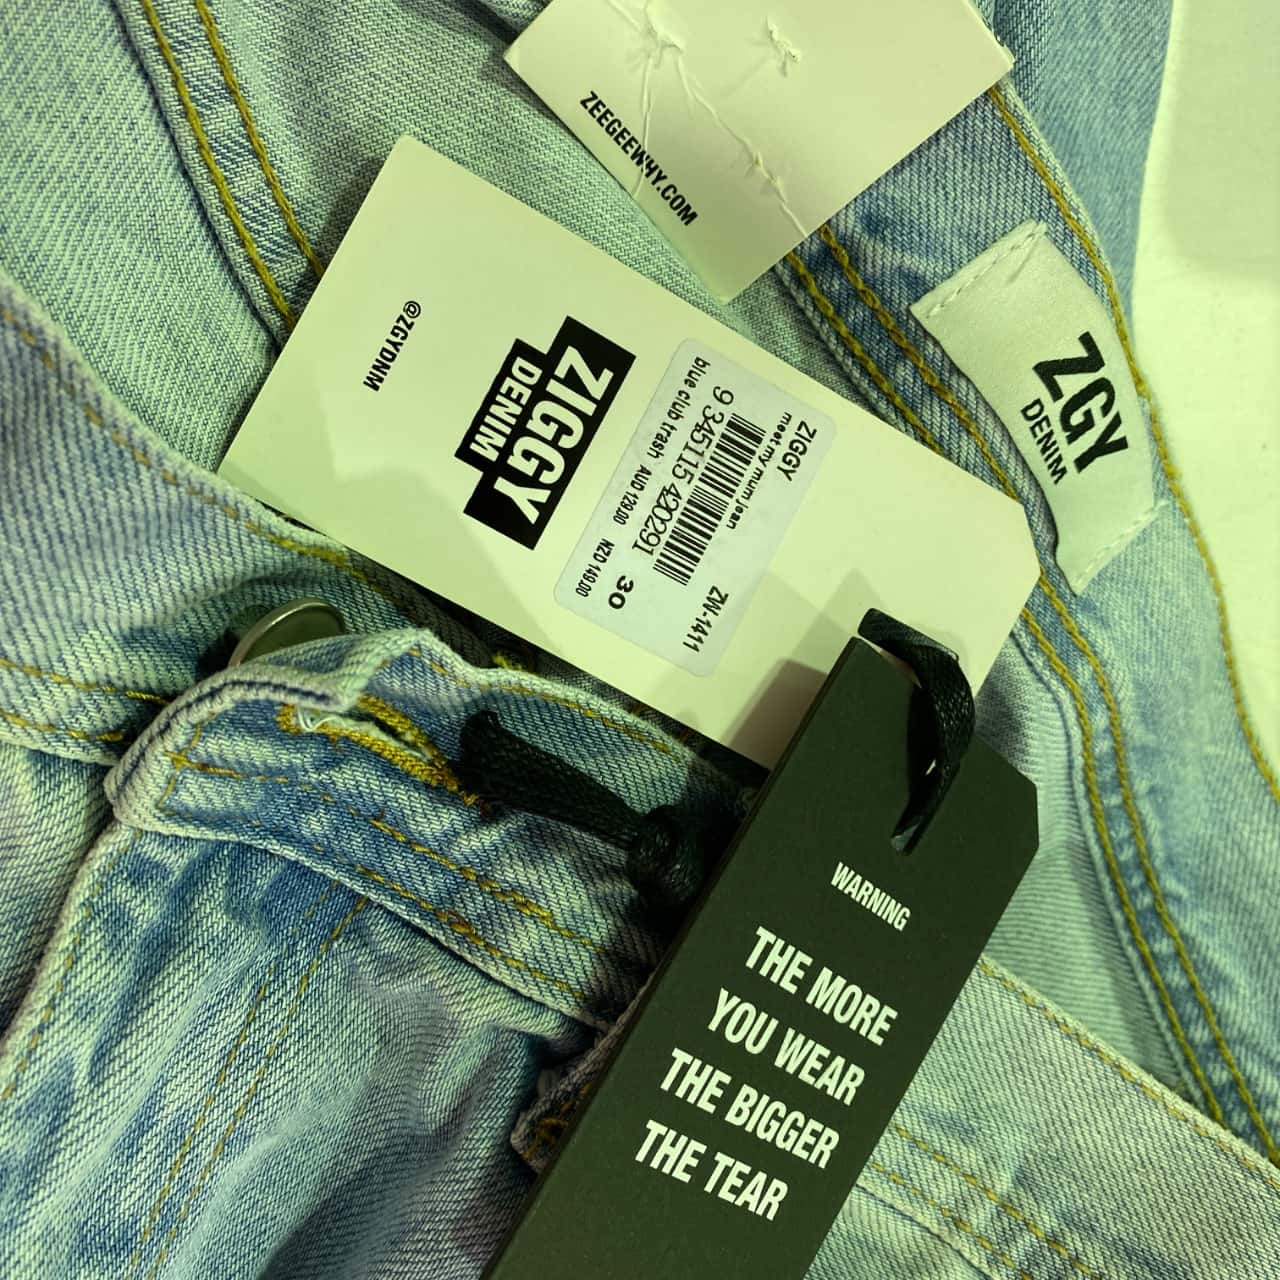 ZEEGEEWHY.COM
@ZGYDNM
ZIGGY
DENIM
ZIGGY
meet my mum jean
ZW-1411
9 345115 420291
blue club trash AUD 129.00 NZD 149.00
30
ZGY
DENIM
WARNING
THE MORE
YOU WEAR
THE BIGGER
THE TEAR